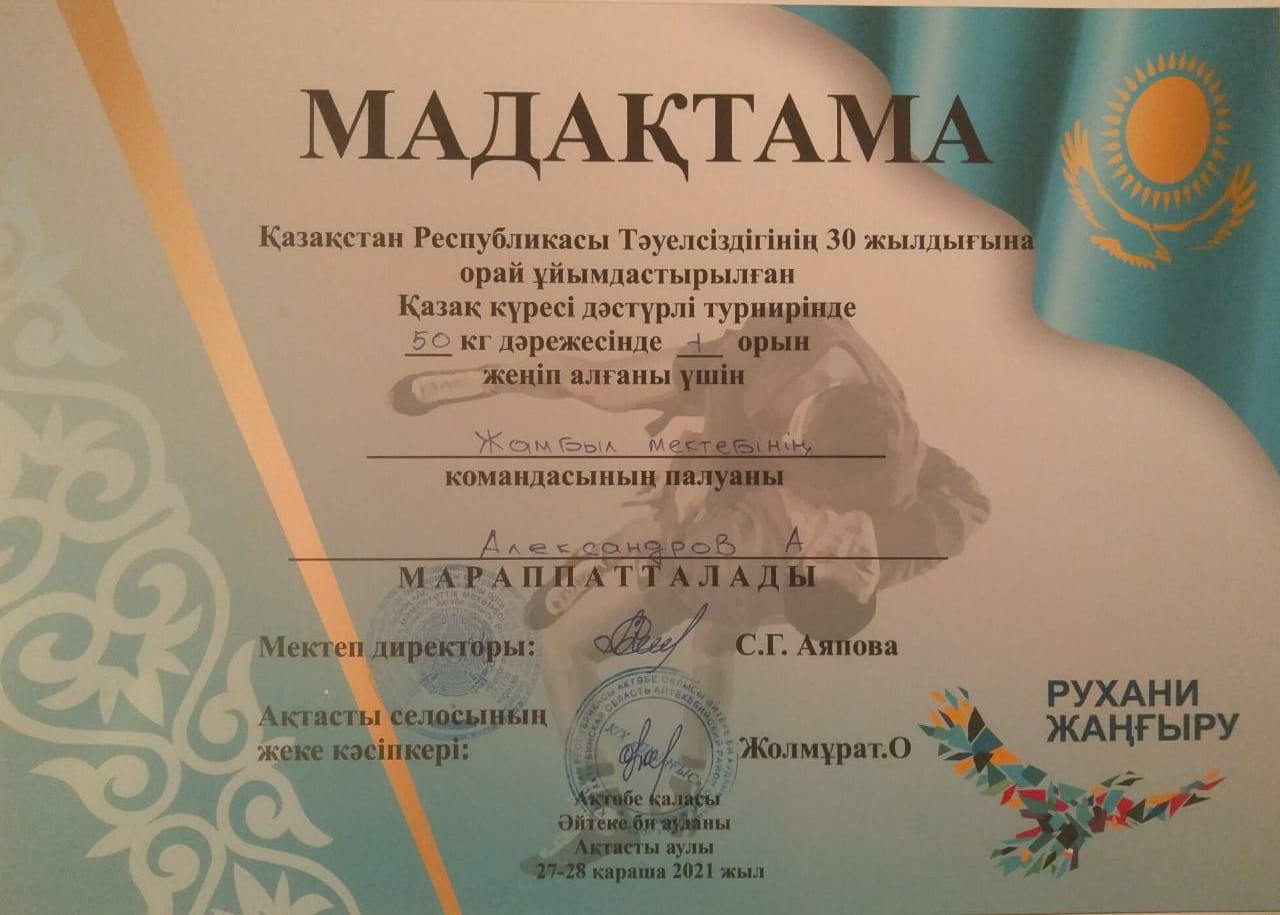 МАДАҚТАМА
Қазақстан Республикасы Тәуелсіздігінің 30 жылдығына
орай ұйымдастырылған
Қазақ күресі дәстүрлі турнирінде
50 кг дәрежесінде 1 орын
жеңіп алғаны үшін
Жамбыл мектебінің
командасының палуаны
Александров А
МАРАППАТТАЛАДЫ
Мектеп директоры: С.Г. Аяпова
Ақтасты селосының
жеке кәсіпкері: Жолмұрат.О
РУХАНИ
ЖАҢҒЫРУ
Ақтөбе қаласы
Әйтеке би ауданы
Ақтасты аулы
27-28 қараша 2021 жыл